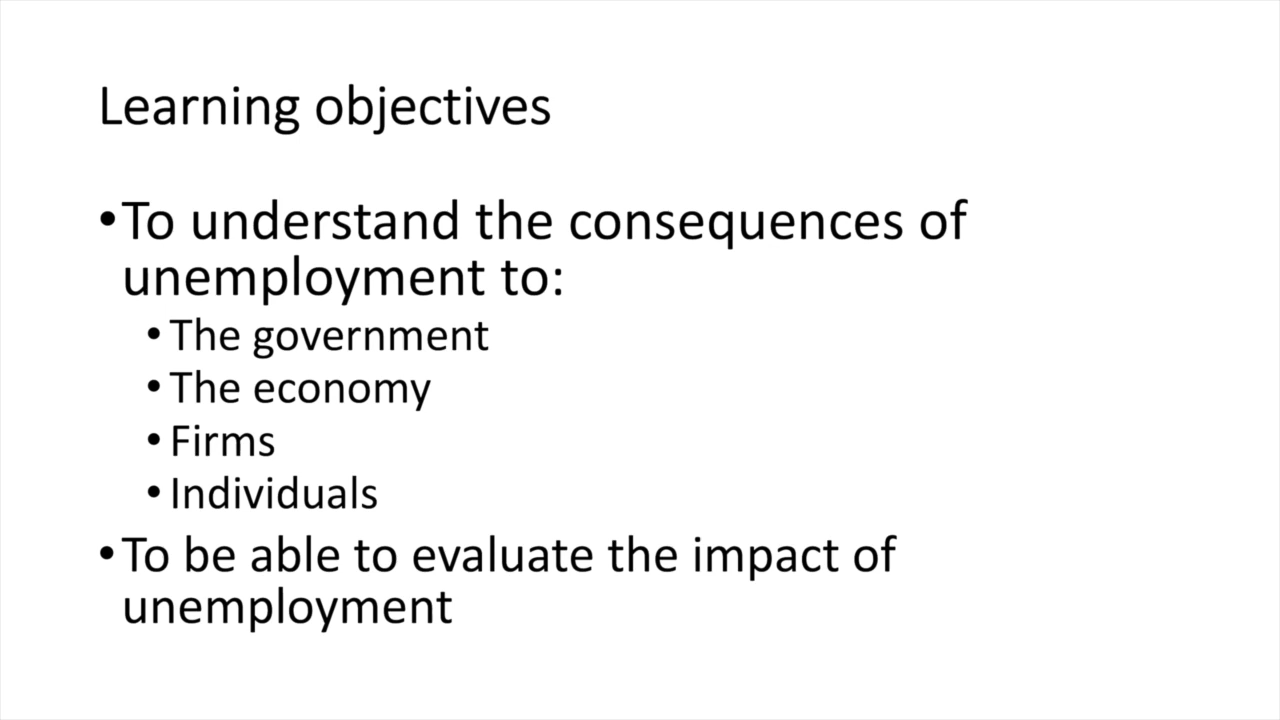 Learning objectives
•To understand the consequences of
unemployment to:
•The government
•The economy
•Firms
•Individuals
•To be able to evaluate the impact of
unemployment